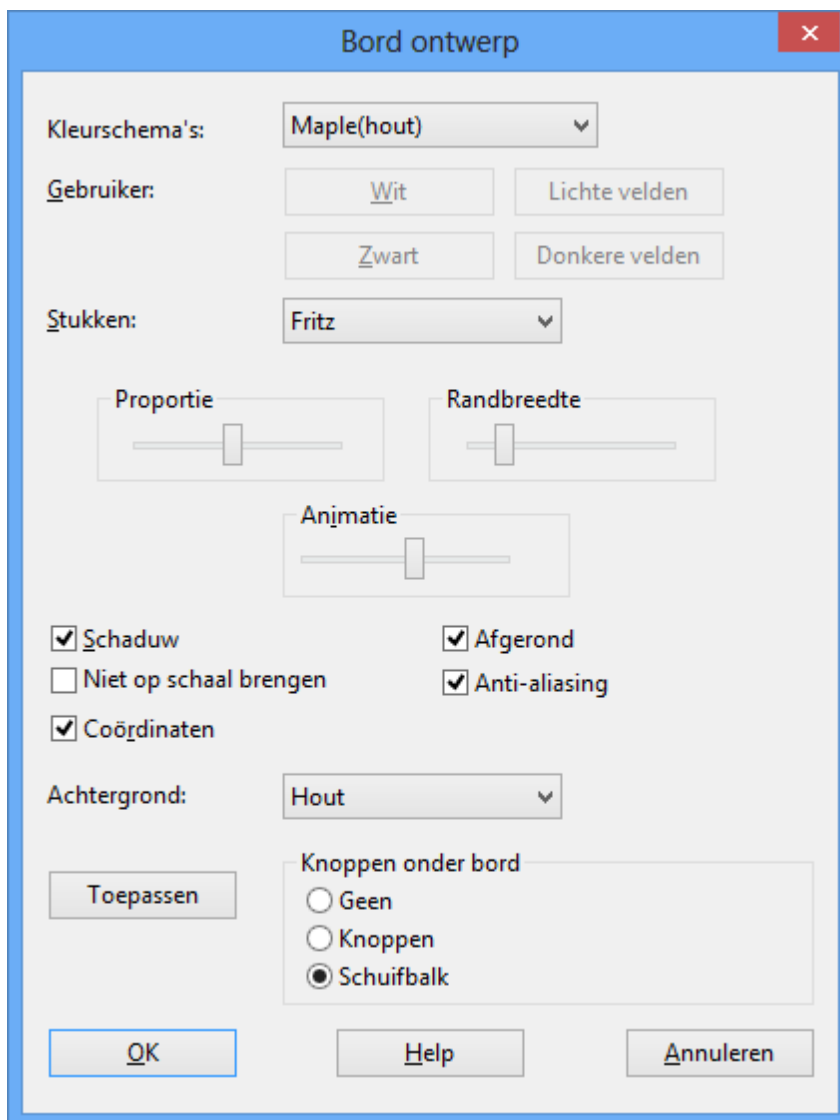 Bord ontwerp
Kleurschema's: Maple(hout)
Gebruiker: Wit Lichte velden
Zwart Donkere velden
Stukken: Fritz
Proportie Randbreedte
Animatie
Schaduw Afgerond
Niet op schaal brengen Anti-aliasing
Coördinaten
Achtergrond: Hout
Knoppen onder bord
Toepassen Geen
Knoppen
Schuifbalk
OK Help Annuleren